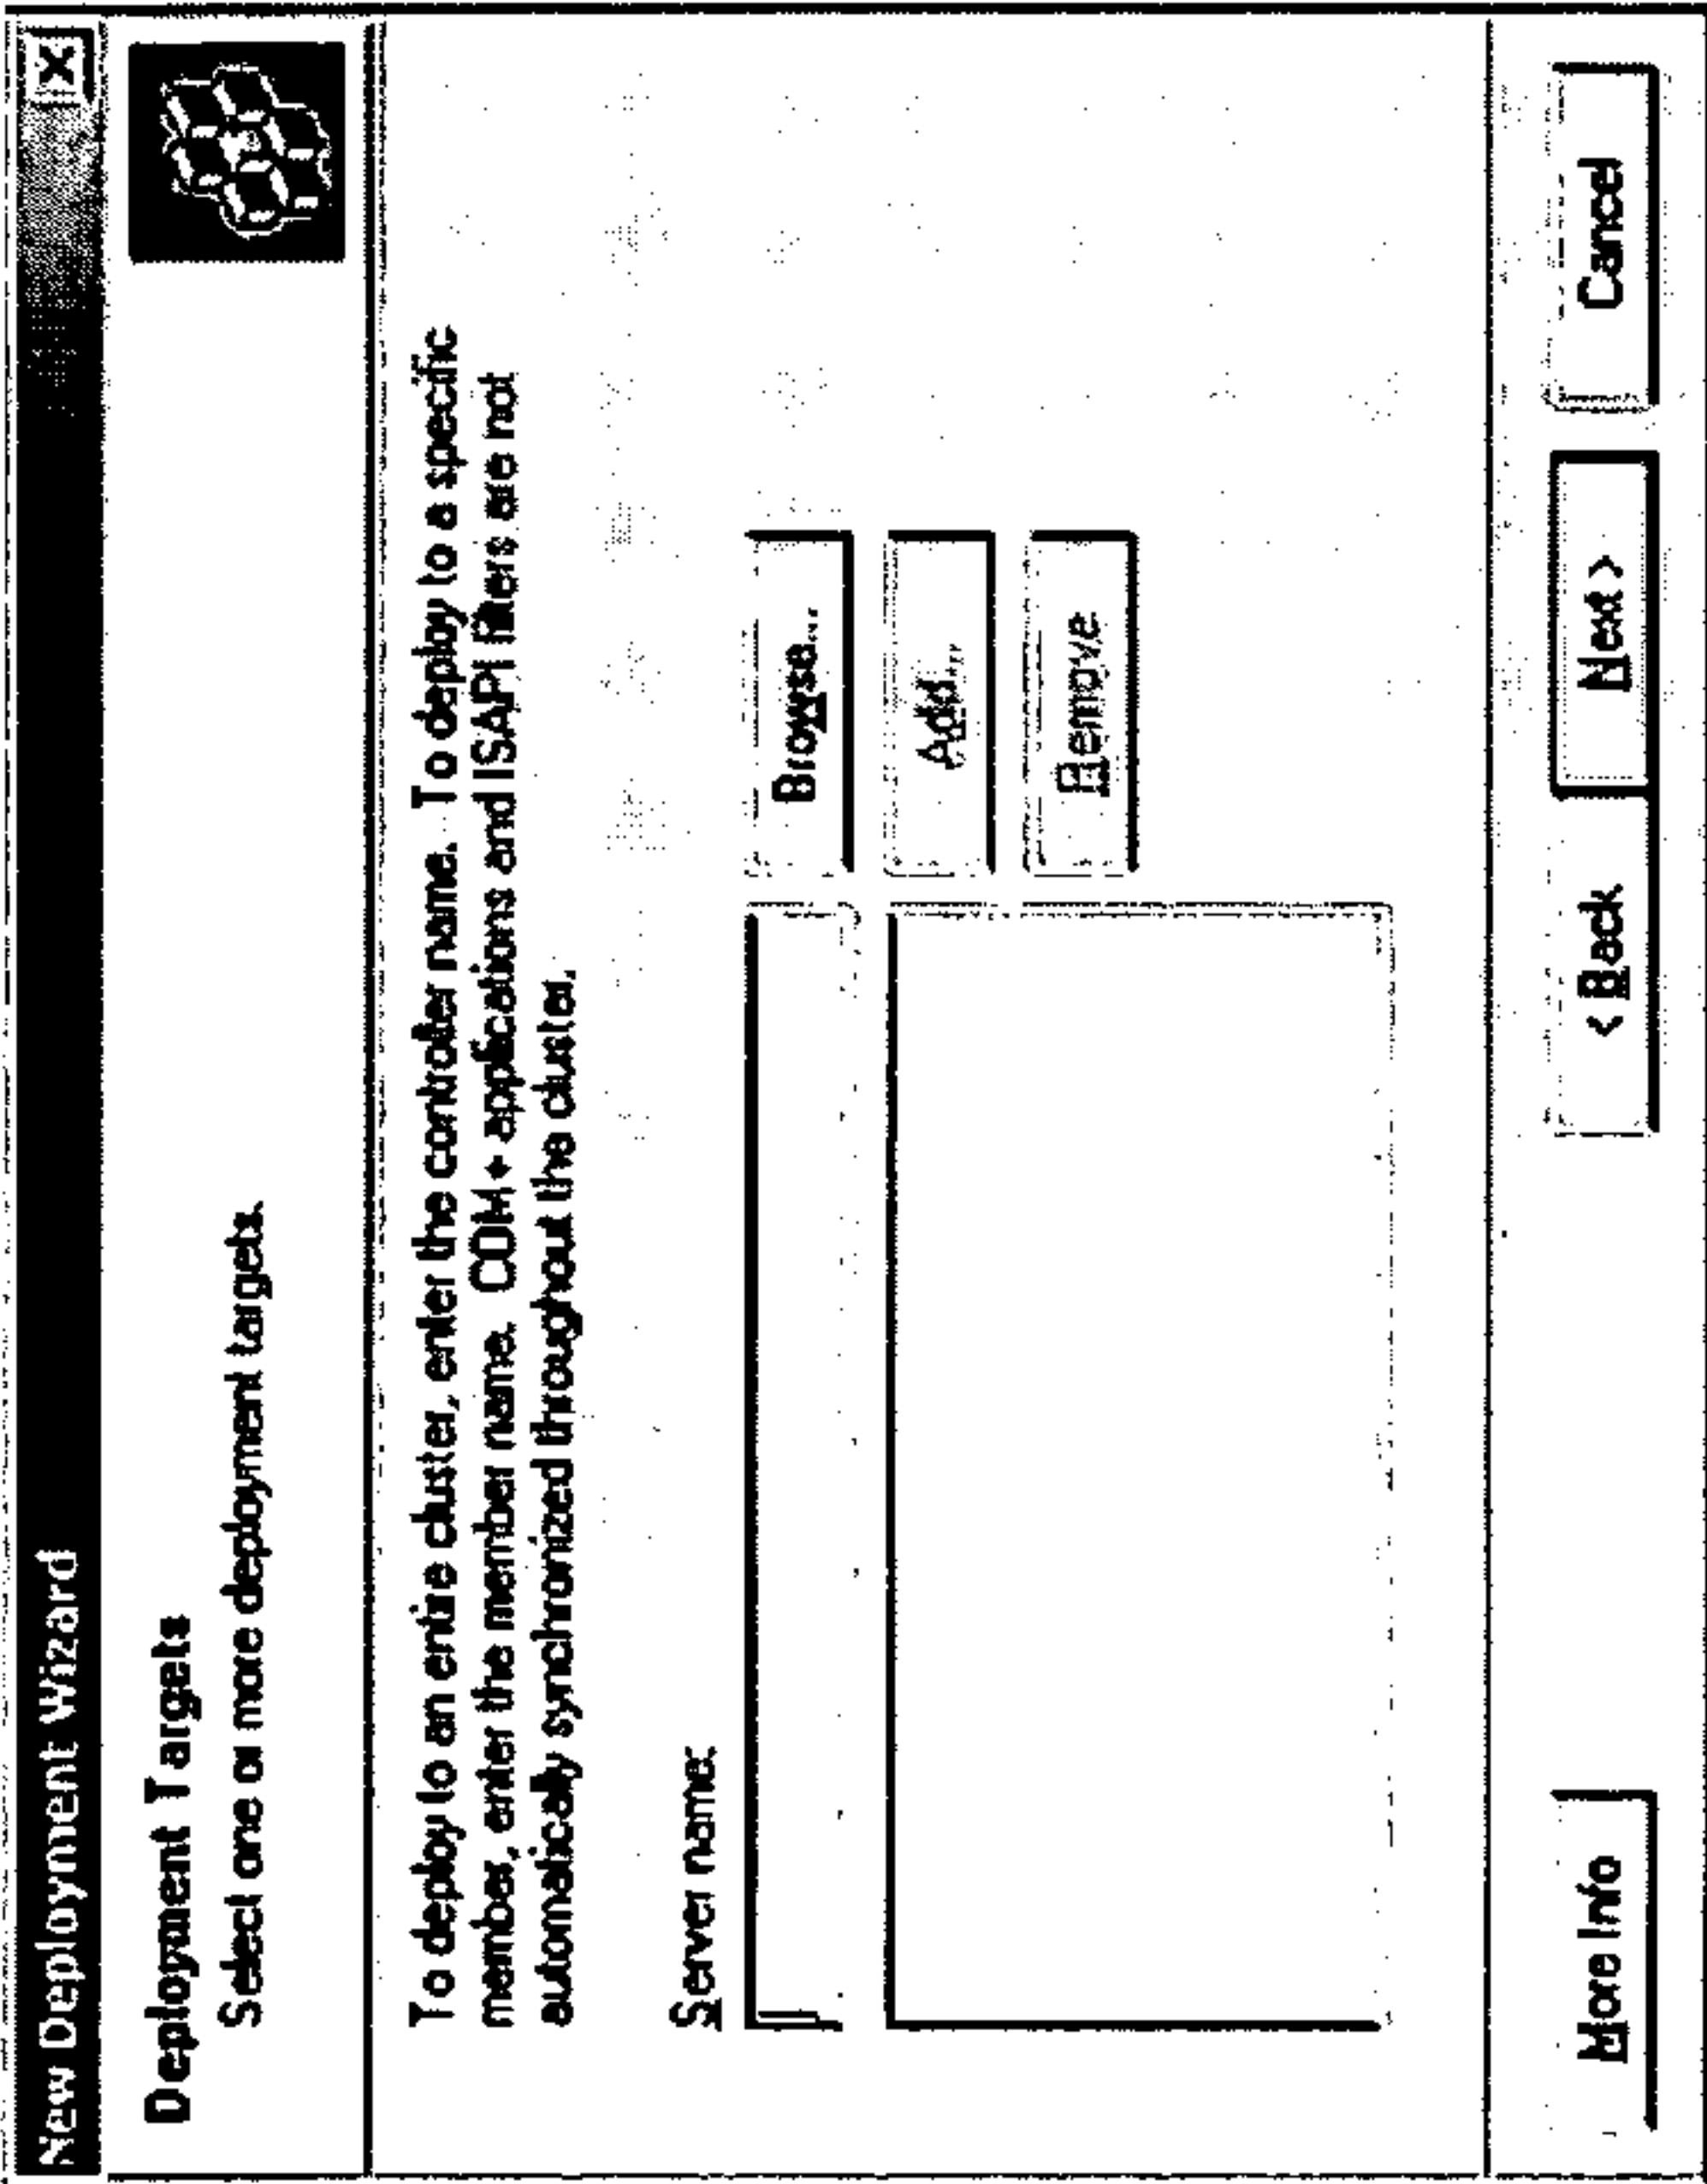 New Deployment Wizard
Deployment Targets
Select one or more deployment targets.
To deploy to an entire cluster, enter the controller name. To deploy to a specific
member, enter the member name. COM+ applications and ISAPI filters are not
automatically synchronized throughout the cluster.
Server name:
Browse...
Add...
Remove
More Info
< Back
Next >
Cancel